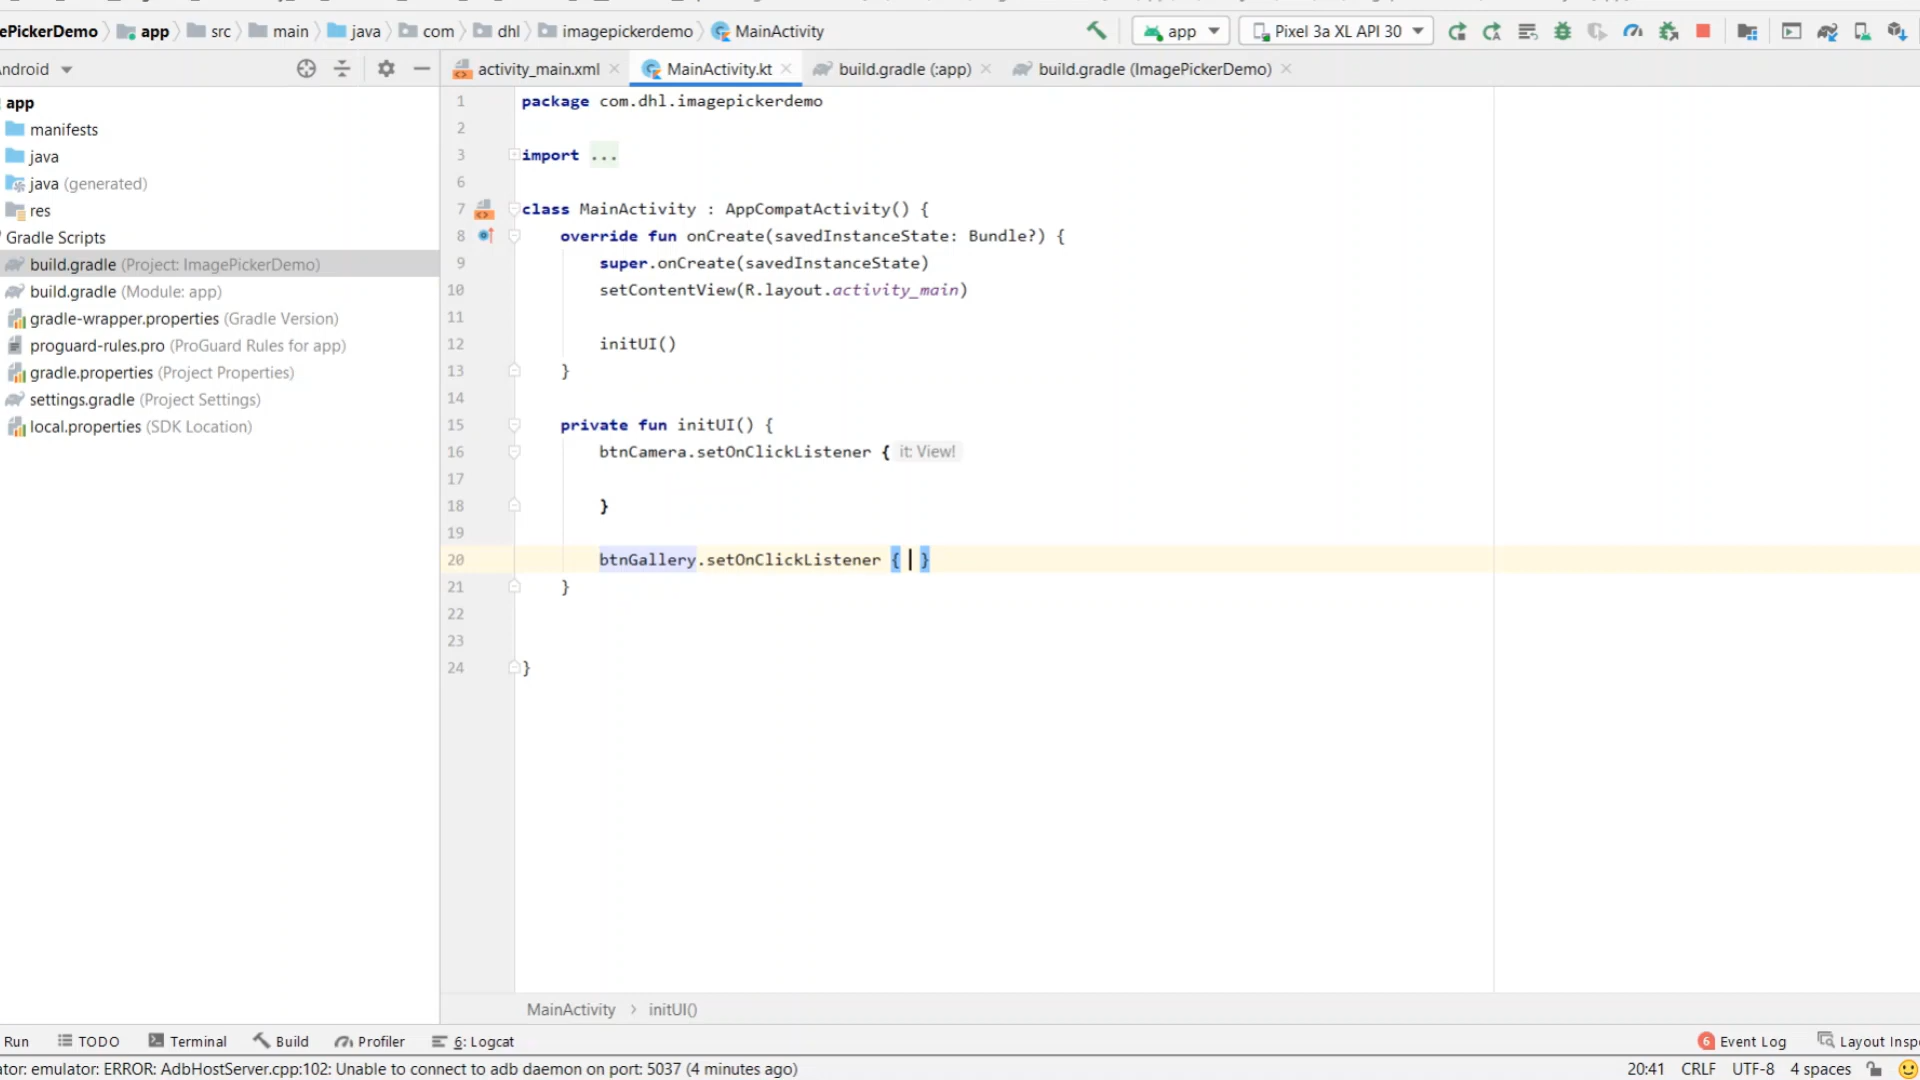 ePickerDemo app src main java com dhl imagepickerdemo MainActivity app Pixel 3a XL API 30
ndroid activity_main.xml MainActivity.kt build.gradle (:app) build.gradle (ImagePickerDemo)
app
manifests
java
java (generated)
res
Gradle Scripts
build.gradle (Project: ImagePickerDemo)
build.gradle (Module: app)
gradle-wrapper.properties (Gradle Version)
proguard-rules.pro (ProGuard Rules for app)
gradle.properties (Project Properties)
settings.gradle (Project Settings)
local.properties (SDK Location)
1 package com.dhl.imagepickerdemo
2
3 import ...
6
7 class MainActivity : AppCompatActivity() {
8 override fun onCreate(savedInstanceState: Bundle?) {
9 super.onCreate(savedInstanceState)
10 setContentView(R.layout.activity_main)
11
12 initUI()
13 }
14
15 private fun initUI() {
16 btnCamera.setOnClickListener { it: View!
17
18 }
19
20 btnGallery.setOnClickListener { }
21 }
22
23
24 }
MainActivity > initUI()
Run TODO Terminal Build Profiler 6: Logcat 6 Event Log Layout Insp
ator: emulator: ERROR: AdbHostServer.cpp:102: Unable to connect to adb daemon on port: 5037 (4 minutes ago) 20:41 CRLF UTF-8 4 spaces